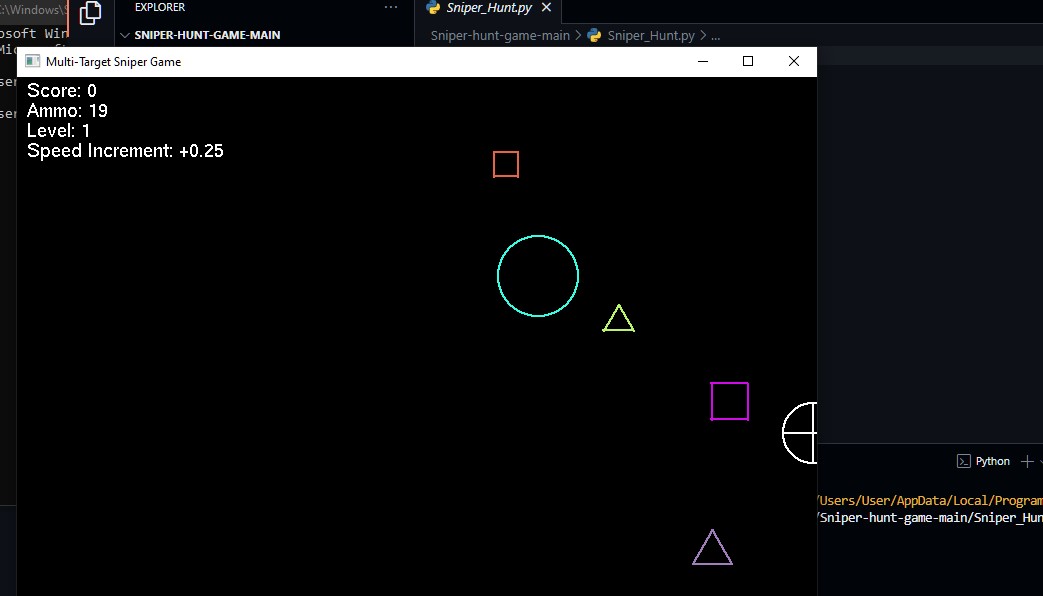 :\Windows\S
EXPLORER
...
Sniper_Hunt.py
osoft Win
SNIPER-HUNT-GAME-MAIN
Sniper-hunt-game-main > Sniper_Hunt.py > ...
Multi-Target Sniper Game
Score: 0
Ammo: 19
Level: 1
Speed Increment: +0.25
ser
ser
Python
/Users/User/AppData/Local/Program
/Sniper-hunt-game-main/Sniper_Hun